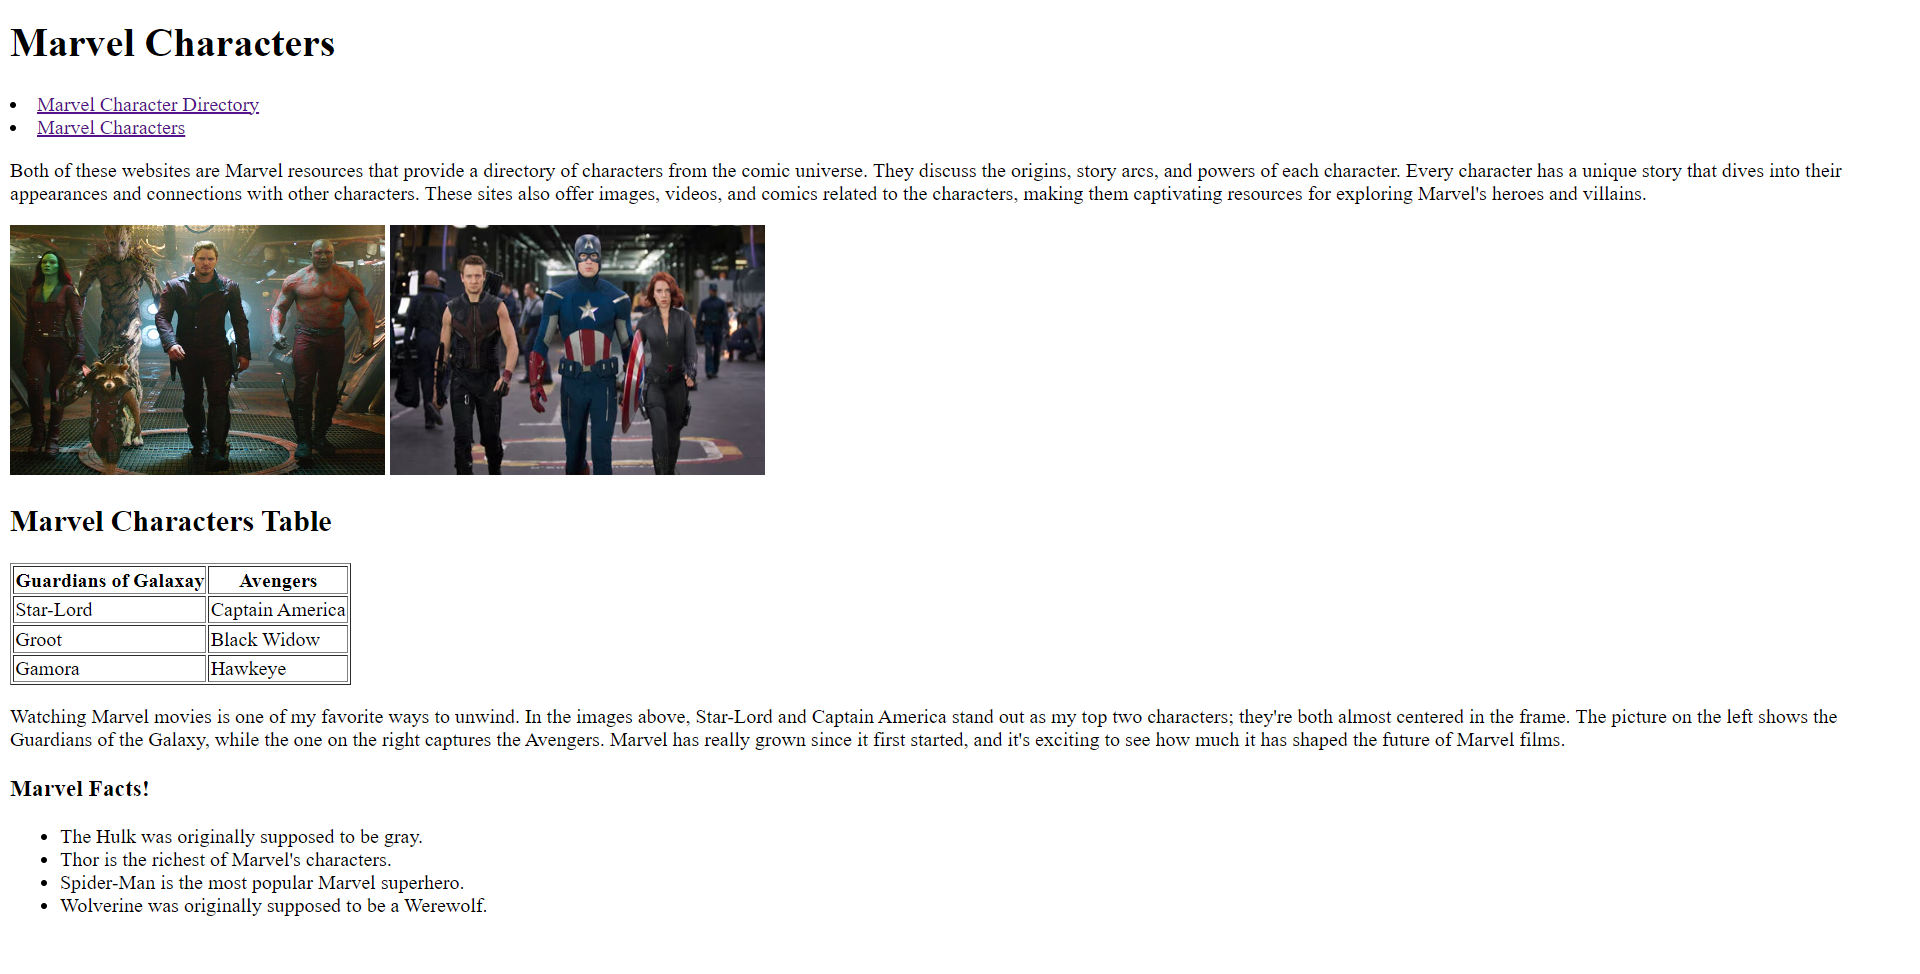 Marvel Characters
Marvel Character Directory
Marvel Characters
Both of these websites are Marvel resources that provide a directory of characters from the comic universe. They discuss the origins, story arcs, and powers of each character. Every character has a unique story that dives into their
appearances and connections with other characters. These sites also offer images, videos, and comics related to the characters, making them captivating resources for exploring Marvel's heroes and villains.
Marvel Characters Table
Guardians of Galaxay Avengers
Star-Lord Captain America
Groot Black Widow
Gamora Hawkeye
Watching Marvel movies is one of my favorite ways to unwind. In the images above, Star-Lord and Captain America stand out as my top two characters; they're both almost centered in the frame. The picture on the left shows the
Guardians of the Galaxy, while the one on the right captures the Avengers. Marvel has really grown since it first started, and it's exciting to see how much it has shaped the future of Marvel films.
Marvel Facts!
The Hulk was originally supposed to be gray.
Thor is the richest of Marvel's characters.
Spider-Man is the most popular Marvel superhero.
Wolverine was originally supposed to be a Werewolf.